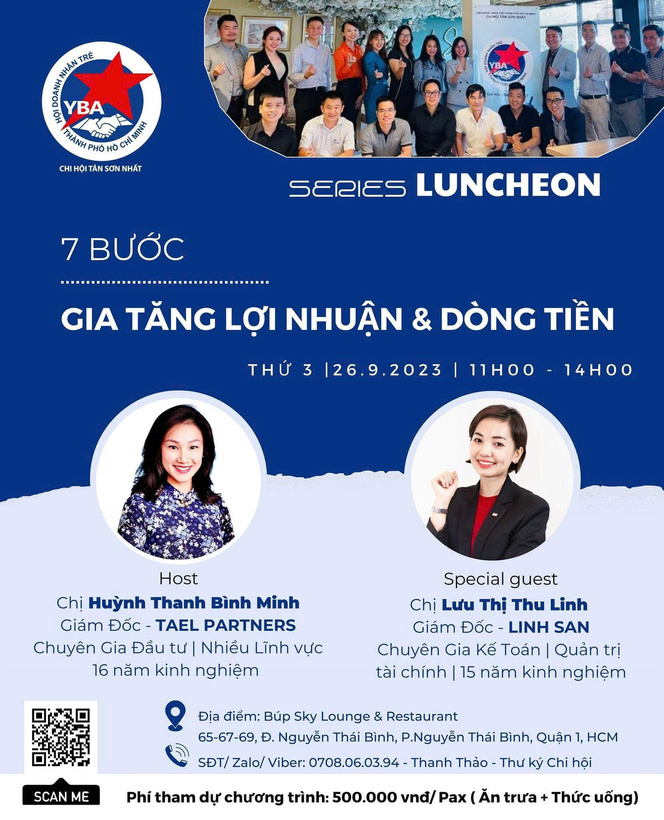 HỘI DOANH NHÂN TRẺ
YBA
THÀNH PHỐ HỒ CHÍ MINH
CHI HỘI TÂN SƠN NHẤT
CHI HỘI TÂN SƠN NHẤT
YBA
SERIES LUNCHEON
7 BƯỚC
GIA TĂNG LỢI NHUẬN & DÒNG TIỀN
THỨ 3 |26.9.2023 | 11H00 - 14H00
Host
Chị Huỳnh Thanh Bình Minh
Giám Đốc - TAEL PARTNERS
Chuyên Gia Đầu tư | Nhiều Lĩnh vực
16 năm kinh nghiệm
Special guest
Chị Lưu Thị Thu Linh
Giám Đốc - LINH SAN
Chuyên Gia Kế Toán | Quản trị
tài chính | 15 năm kinh nghiệm
Địa điểm: Búp Sky Lounge & Restaurant
65-67-69, Đ. Nguyễn Thái Bình, P.Nguyễn Thái Bình, Quận 1, HCM
SĐT/ Zalo/ Viber: 0708.06.03.94 - Thanh Thảo - Thư ký Chi hội
SCAN ME
Phí tham dự chương trình: 500.000 vnđ/ Pax ( Ăn trưa + Thức uống)